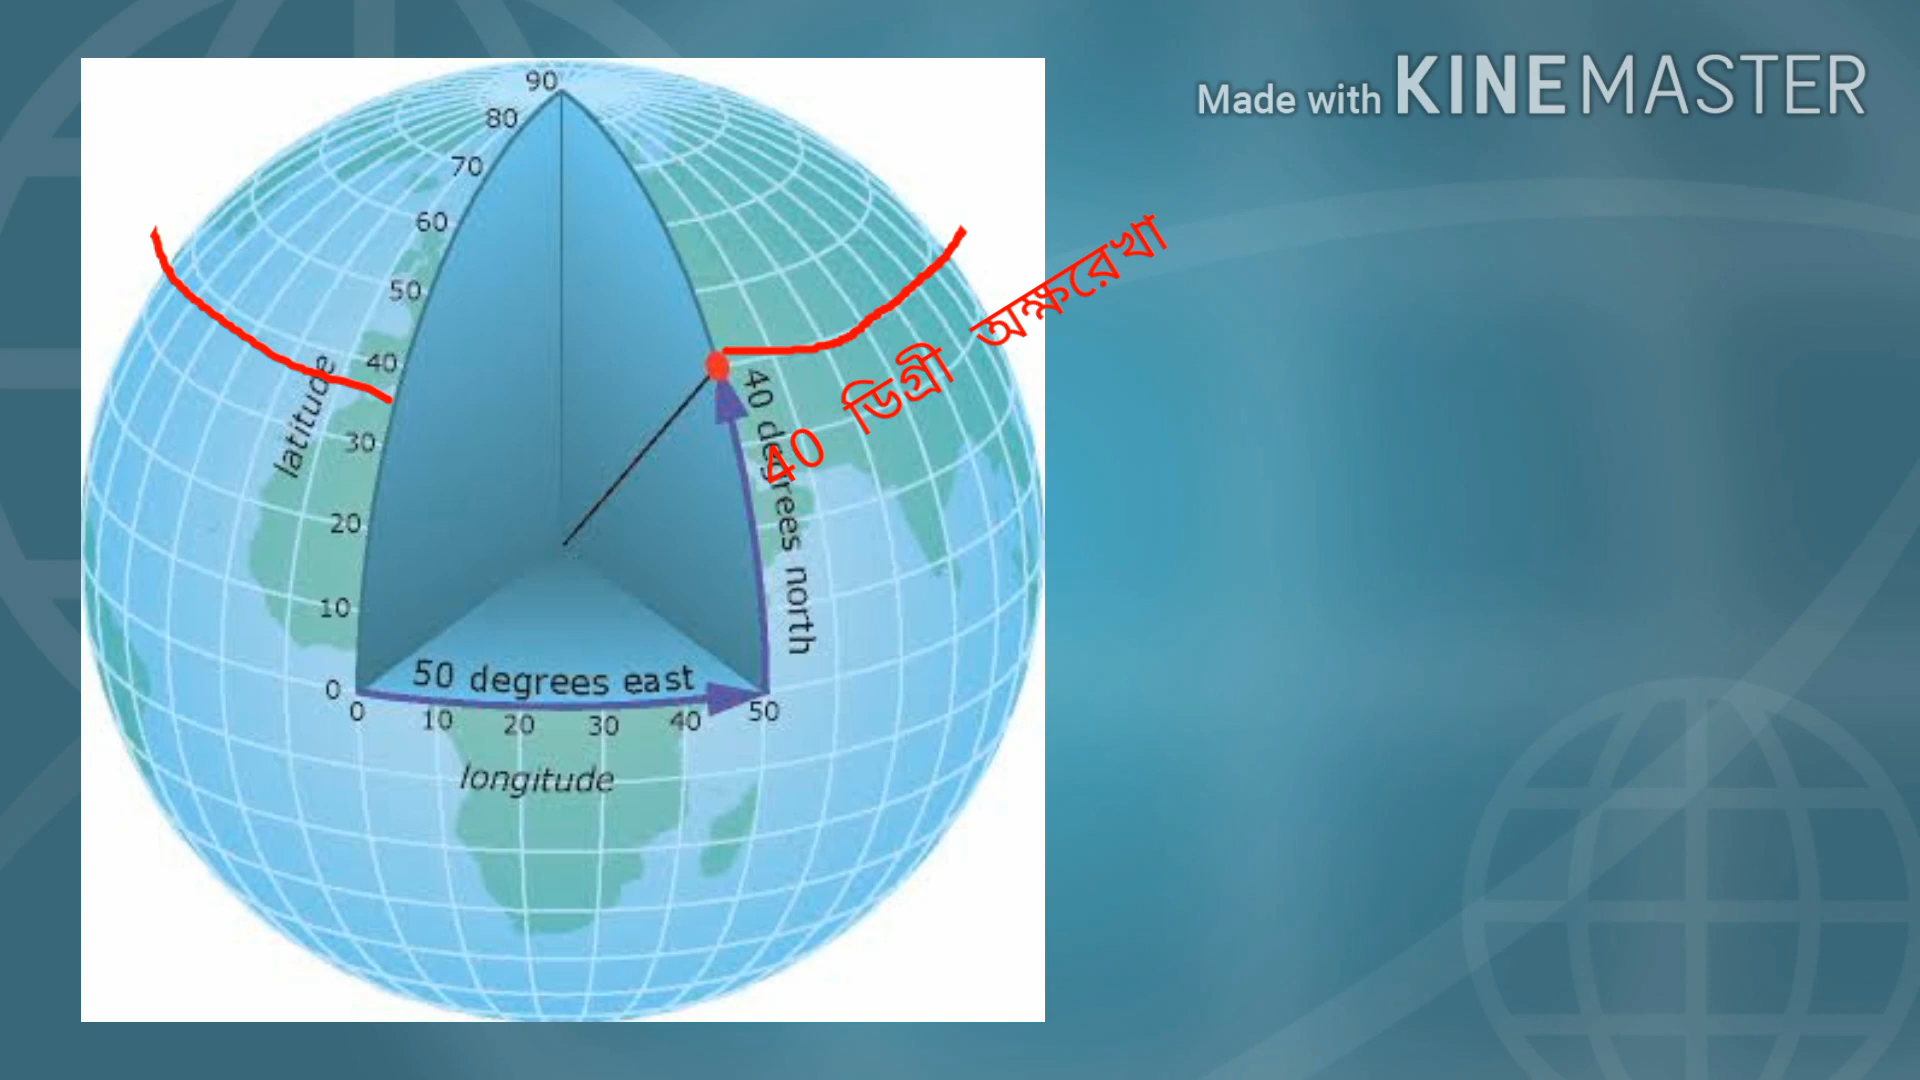 Made with KINEMASTER
90
80
70
60
50
40
30
20
10
0
latitude
40 degrees north
40 ডিগ্রী অক্ষরেখা
50 degrees east
0 10 20 30 40 50
longitude